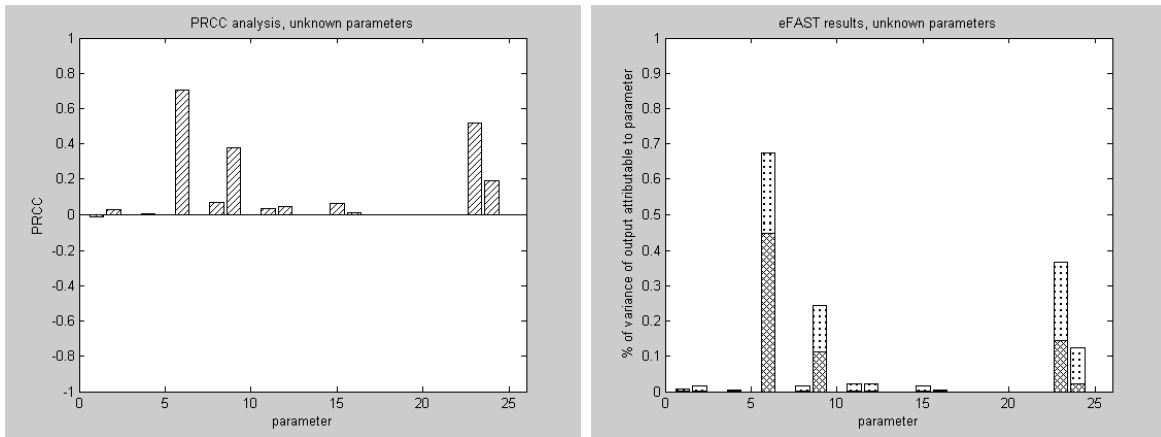 PRCC analysis, unknown parameters
1
0.8
0.6
0.4
0.2
0
-0.2
-0.4
-0.6
-0.8
-1
PRCC
0 5 10 15 20 25
parameter
eFAST results, unknown parameters
1
0.9
0.8
0.7
0.6
0.5
0.4
0.3
0.2
0.1
0
% of variance of output attributable to parameter
0 5 10 15 20 25
parameter